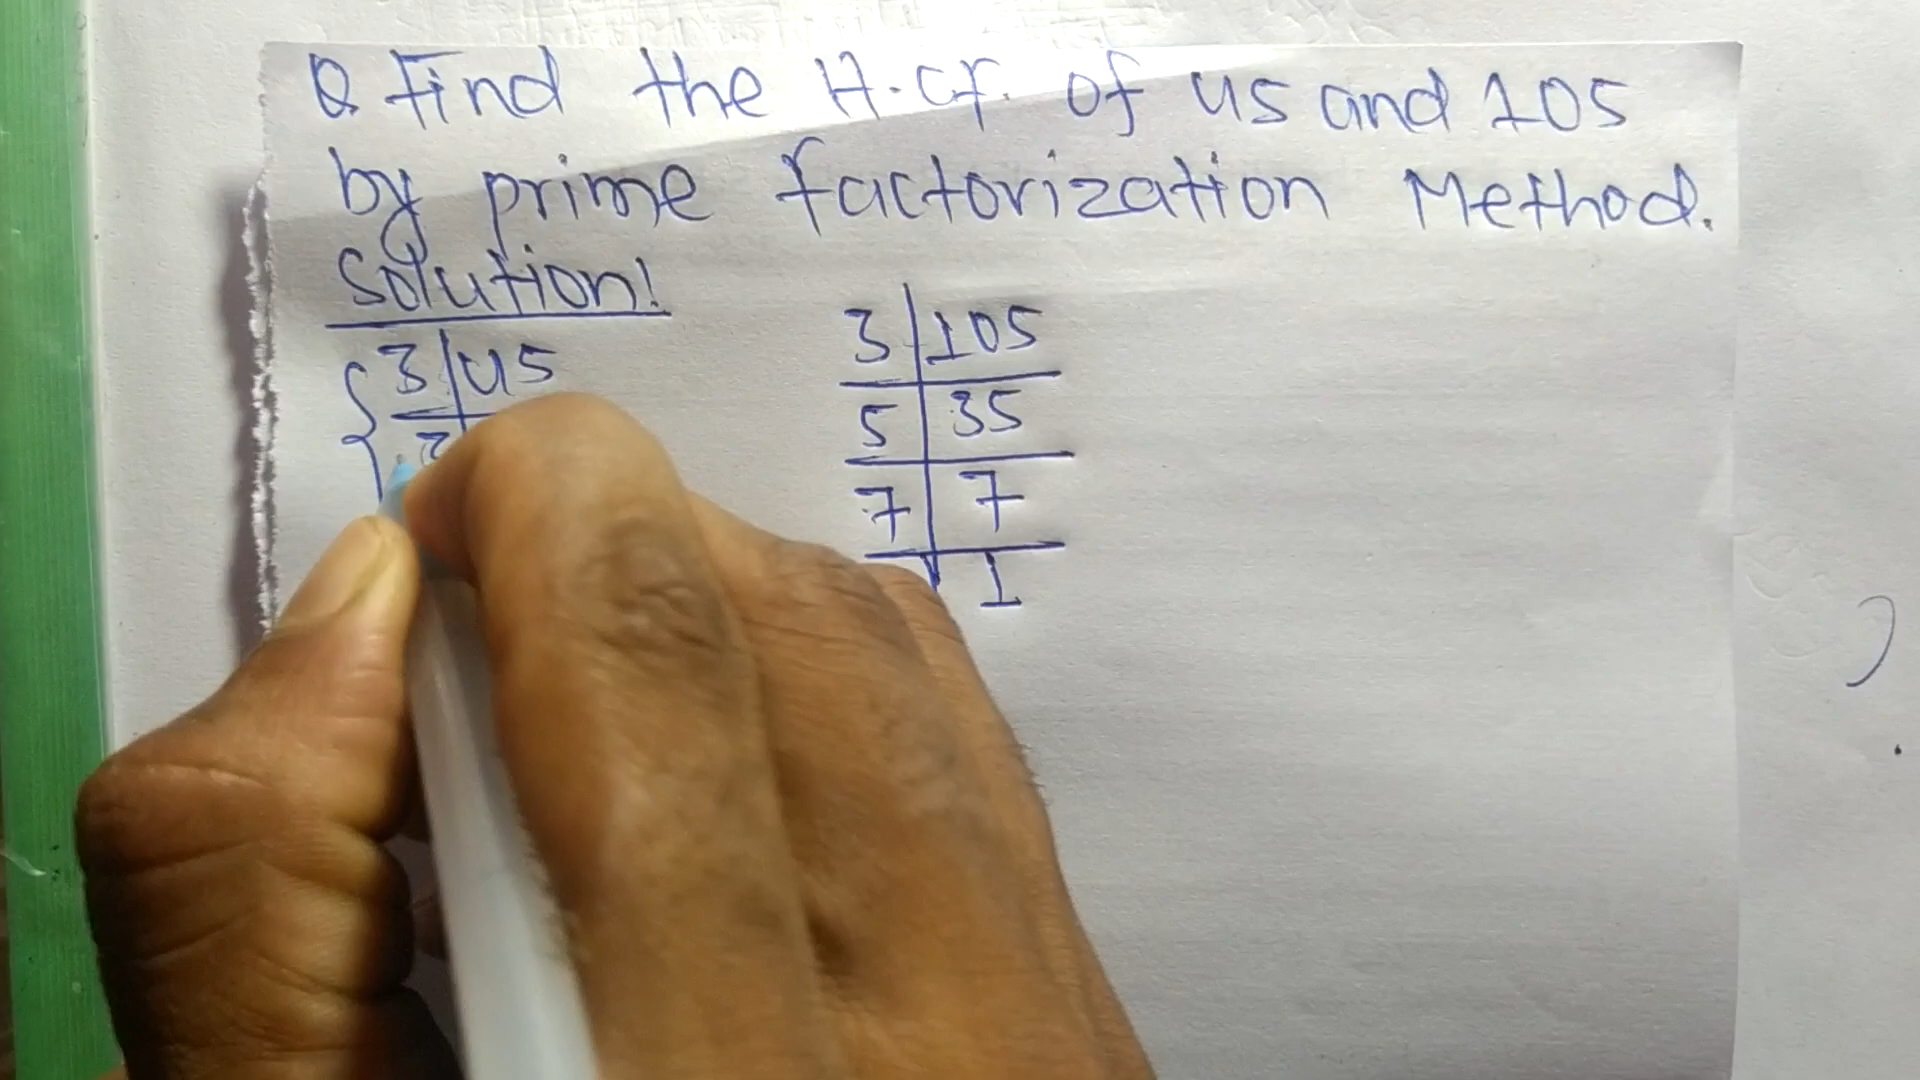 Q Find the H.C.F. of 45 and 105
by prime factorization Method.
Solution!
3 45
3
3 105
5 35
7 7
1